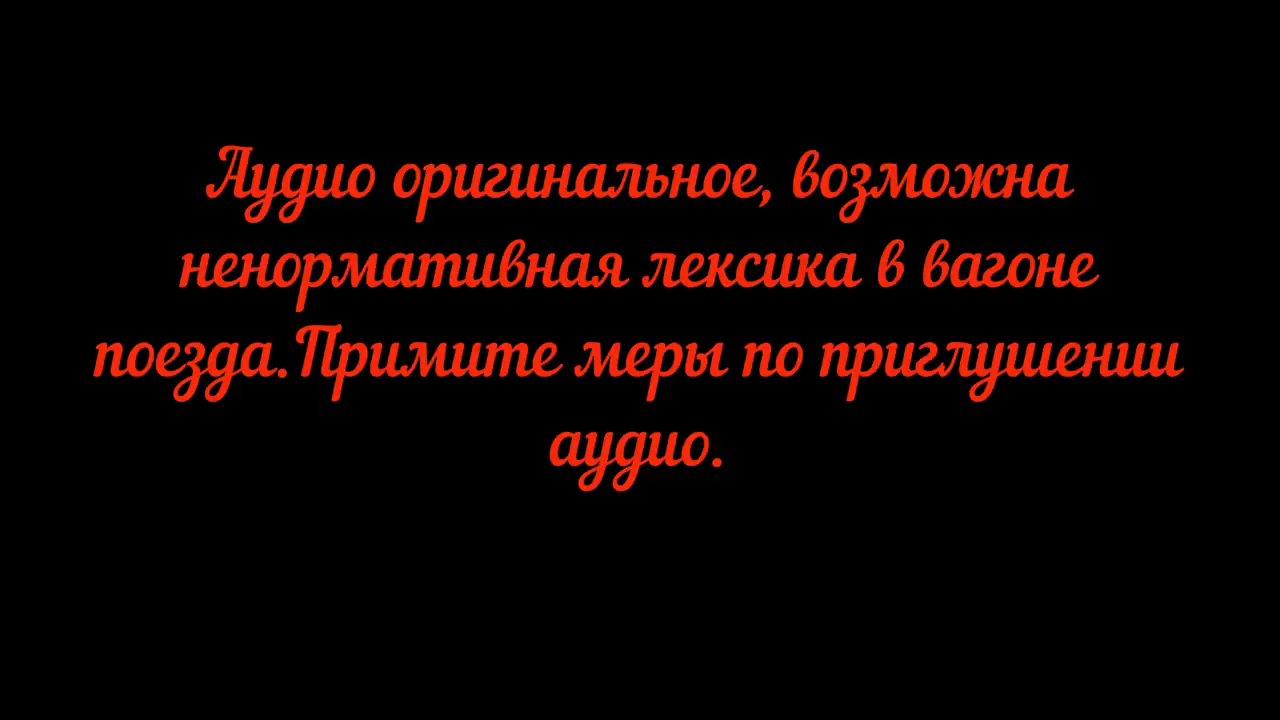 Аудио оригинальное, возможна
ненормативная лексика в вагоне
поезда.Примите меры по приглушении
аудио.